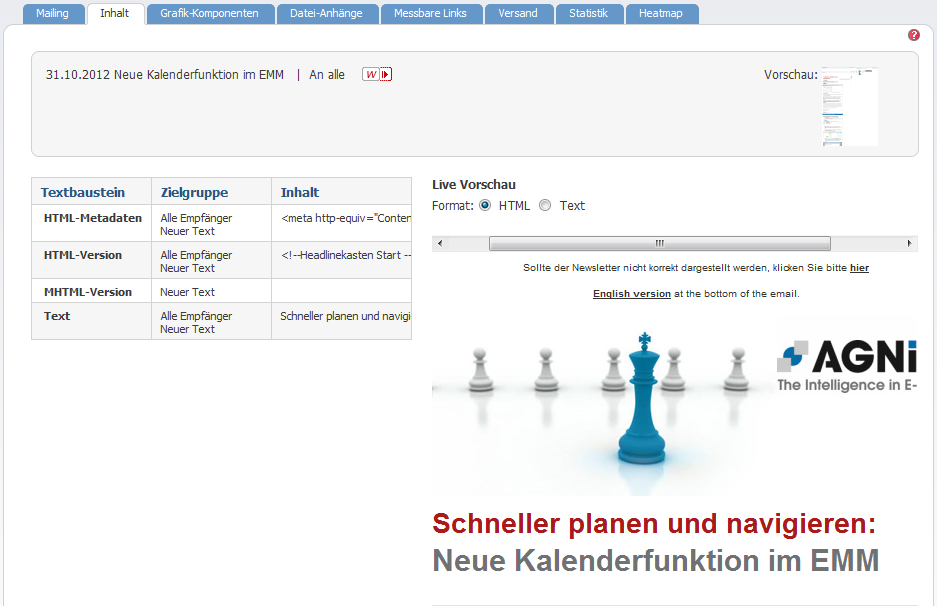 Mailing Inhalt Grafik-Komponenten Datei-Anhänge Messbare Links Versand Statistik Heatmap
?
31.10.2012 Neue Kalenderfunktion im EMM | An alle W
Vorschau:
Textbaustein Zielgruppe Inhalt
HTML-Metadaten Alle Empfänger <meta http-equiv="Conten
Neuer Text
HTML-Version Alle Empfänger <!--Headlinekasten Start --
Neuer Text
MHTML-Version Neuer Text
Text Alle Empfänger Schneller planen und navigi
Neuer Text
Live Vorschau
Format: HTML Text
Sollte der Newsletter nicht korrekt dargestellt werden, klicken Sie bitte hier
English version at the bottom of the email.
AGNi
The Intelligence in E-
Schneller planen und navigieren:
Neue Kalenderfunktion im EMM